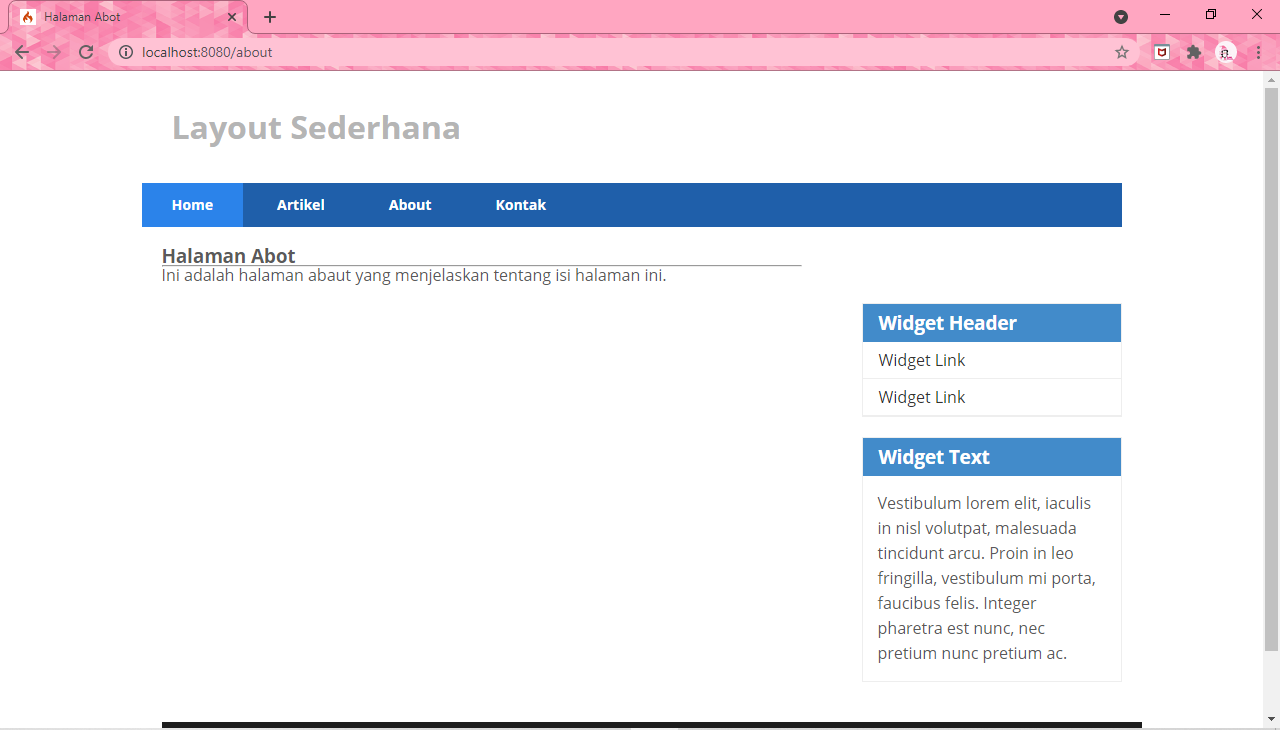 Halaman Abot
localhost:8080/about
Layout Sederhana
Home Artikel About Kontak
Halaman Abot
Ini adalah halaman abaut yang menjelaskan tentang isi halaman ini.
Widget Header
Widget Link
Widget Link
Widget Text
Vestibulum lorem elit, iaculis
in nisl volutpat, malesuada
tincidunt arcu. Proin in leo
fringilla, vestibulum mi porta,
faucibus felis. Integer
pharetra est nunc, nec
pretium nunc pretium ac.